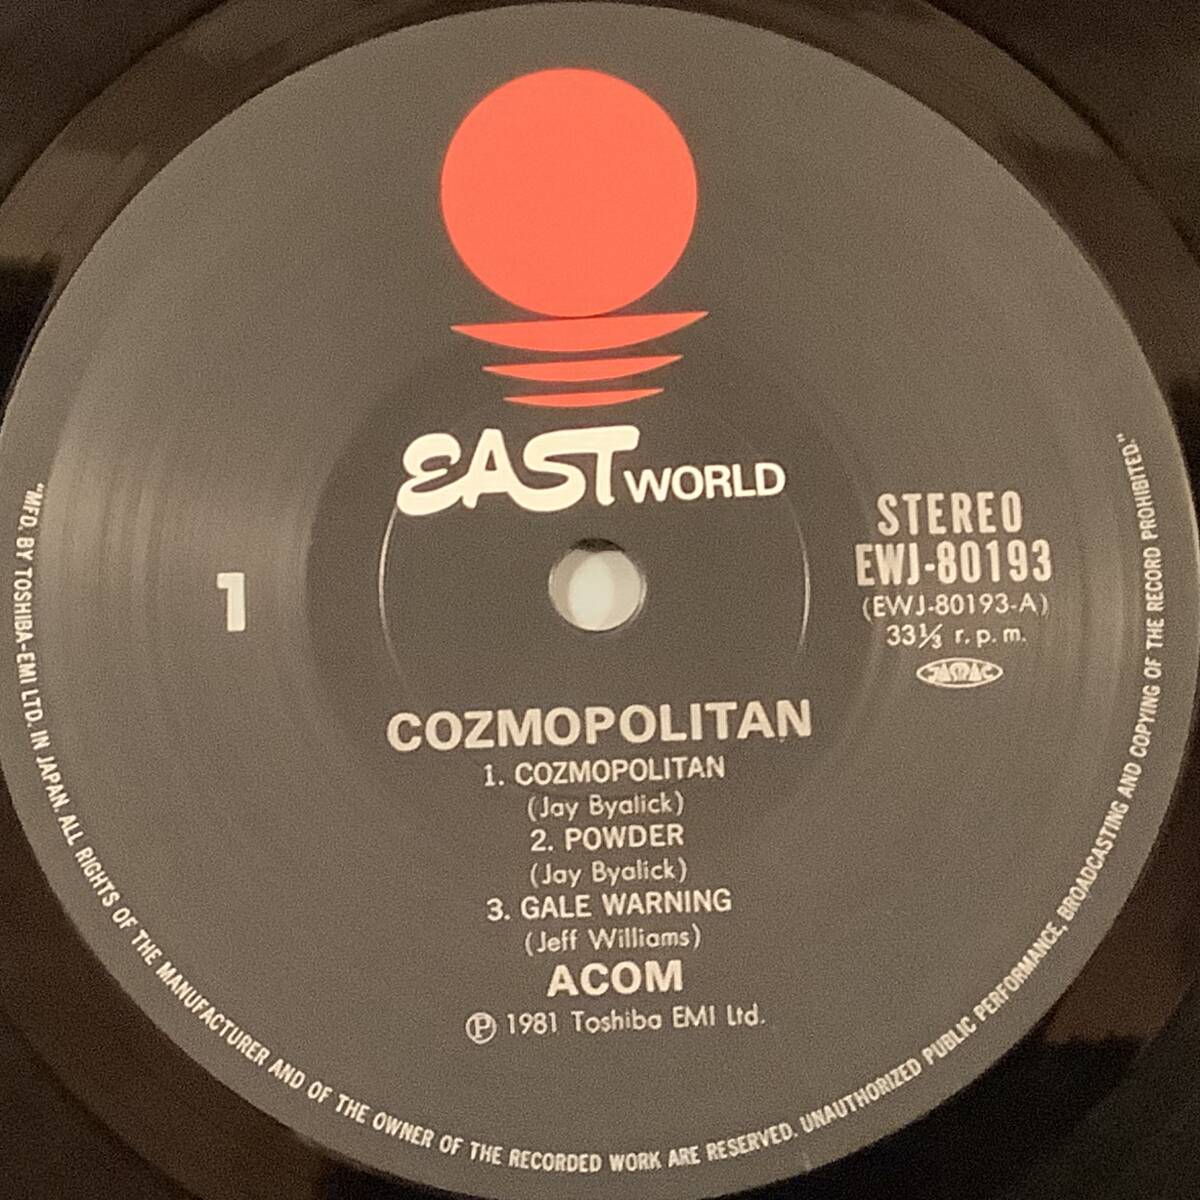 EAST WORLD
1
STEREO
EWJ-80193
(EWJ-80193-A)
33⅓ r.p.m.
JASRAC
COZMOPOLITAN
1. COZMOPOLITAN
(Jay Byalick)
2. POWDER
(Jay Byalick)
3. GALE WARNING
(Jeff Williams)
ACOM
Ⓟ 1981 Toshiba EMI Ltd.
"MFD. BY TOSHIBA-EMI LTD. IN JAPAN. ALL RIGHTS OF THE MANUFACTURER AND OF THE OWNER OF THE RECORDED WORK ARE RESERVED. UNAUTHORIZED PUBLIC PERFORMANCE, BROADCASTING AND COPYING OF THE RECORD PROHIBITED."